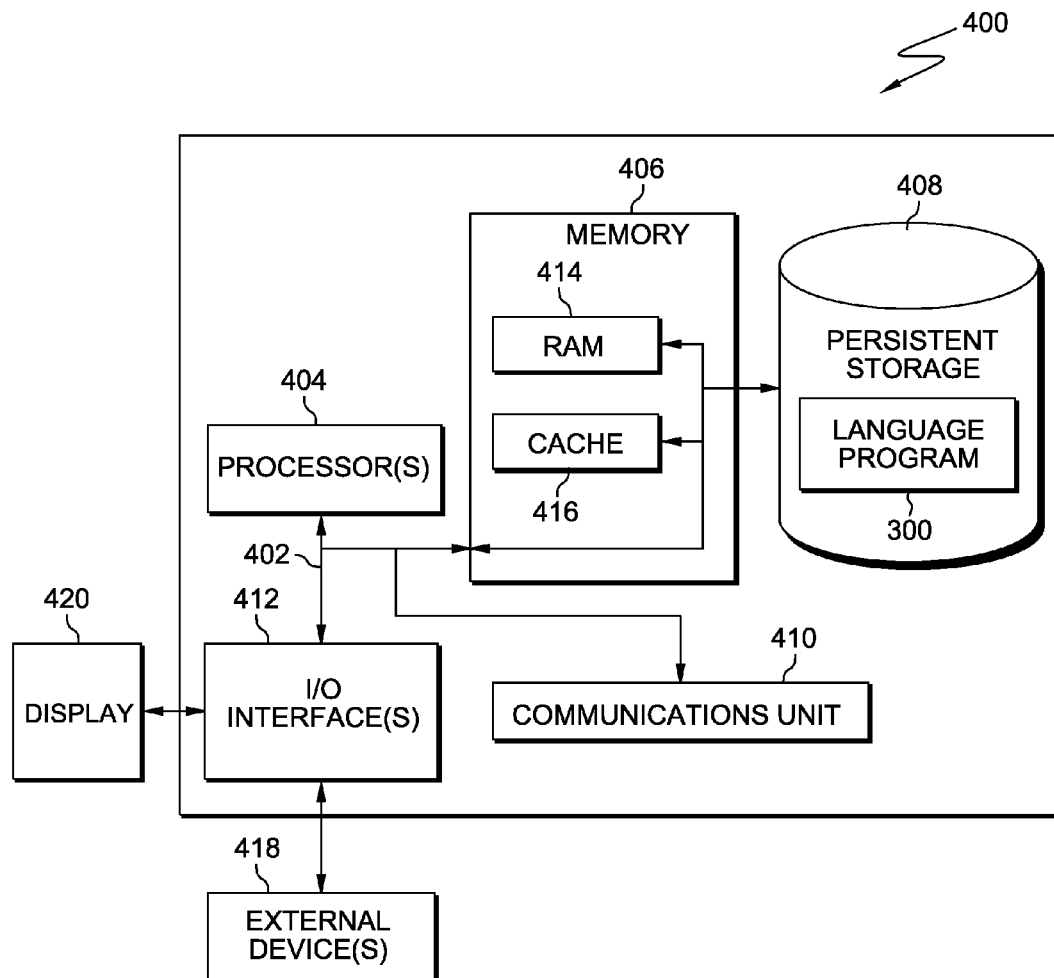 400
406
MEMORY
408
414
RAM
PERSISTENT
STORAGE
404
PROCESSOR(S)
CACHE
416
LANGUAGE
PROGRAM
300
402
420
412
DISPLAY
I/O
INTERFACE(S)
410
COMMUNICATIONS UNIT
418
EXTERNAL
DEVICE(S)